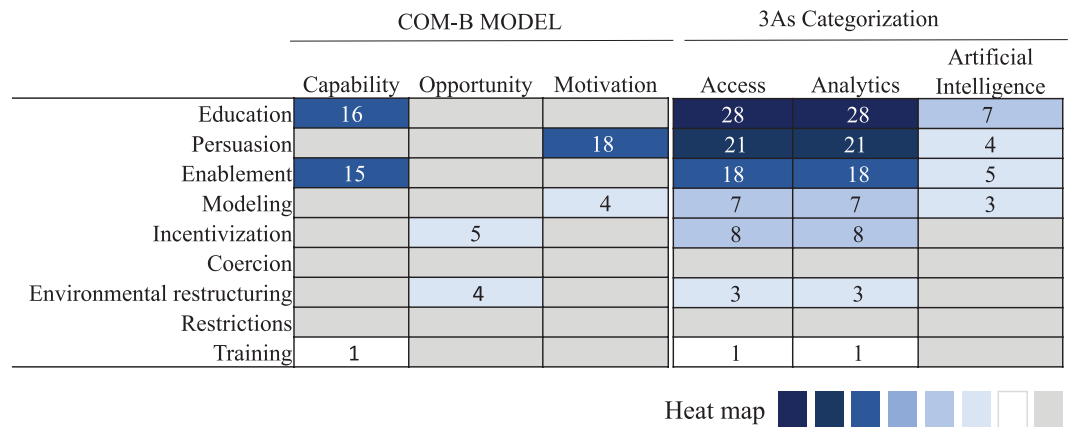 COM-B MODEL 3As Categorization
Capability Opportunity Motivation Access Analytics Artificial Intelligence
Education 16 28 28 7
Persuasion 18 21 21 4
Enablement 15 18 18 5
Modeling 4 7 7 3
Incentivization 5 8 8
Coercion
Environmental restructuring 4 3 3
Restrictions
Training 1 1 1
Heat map